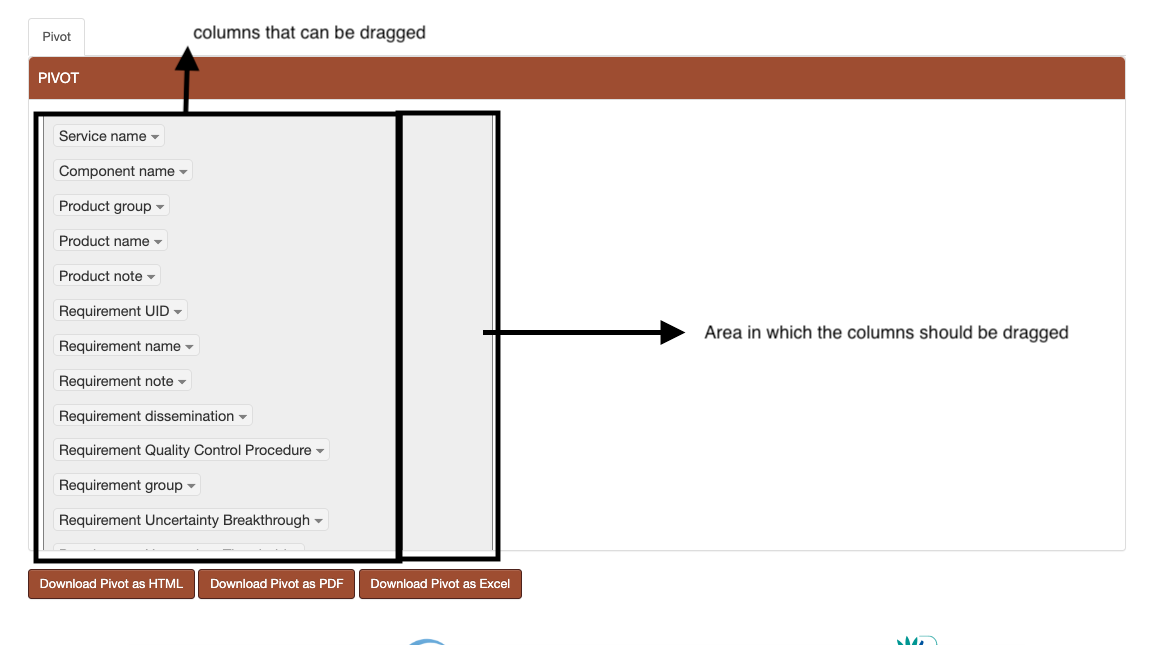 columns that can be dragged
Pivot
PIVOT
Service name
Component name
Product group
Product name
Product note
Requirement UID
Area in which the columns should be dragged
Requirement name
Requirement note
Requirement dissemination
Requirement Quality Control Procedure
Requirement group
Requirement Uncertainty Breakthrough
Download Pivot as HTML
Download Pivot as PDF
Download Pivot as Excel